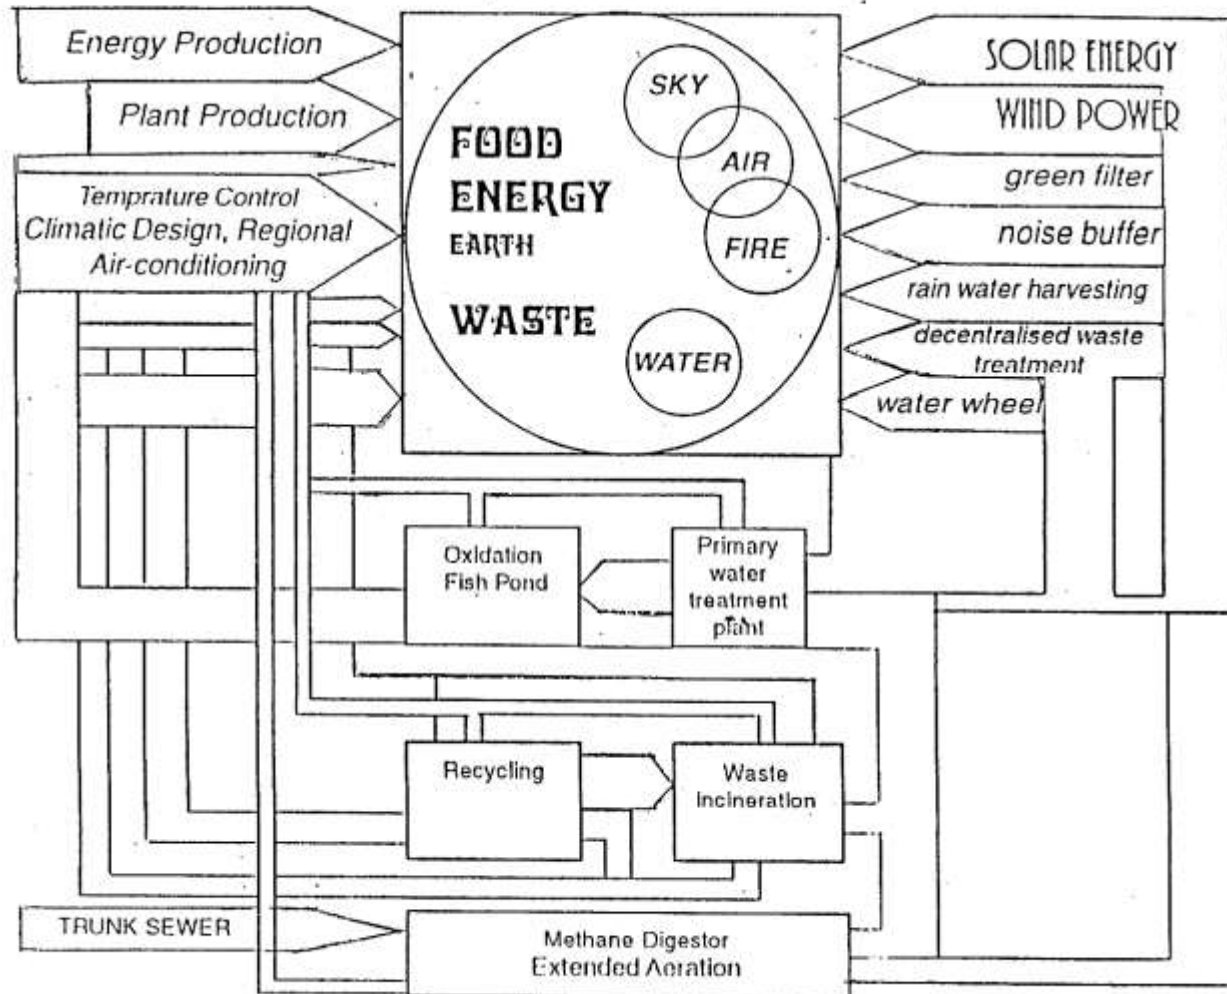 Energy Production
Plant Production
Temprature Control
Climatic Design, Regional
Air-conditioning
FOOD
ENERGY
EARTH
WASTE
SKY
AIR
FIRE
WATER
SOLAR ENERGY
WIND POWER
green filter
noise buffer
rain water harvesting
decentralised waste
treatment
water wheel
Oxidation
Fish Pond
Primary
water
treatment
plant
Recycling
Waste
Incineration
TRUNK SEWER
Methane Digestor
Extended Aeration